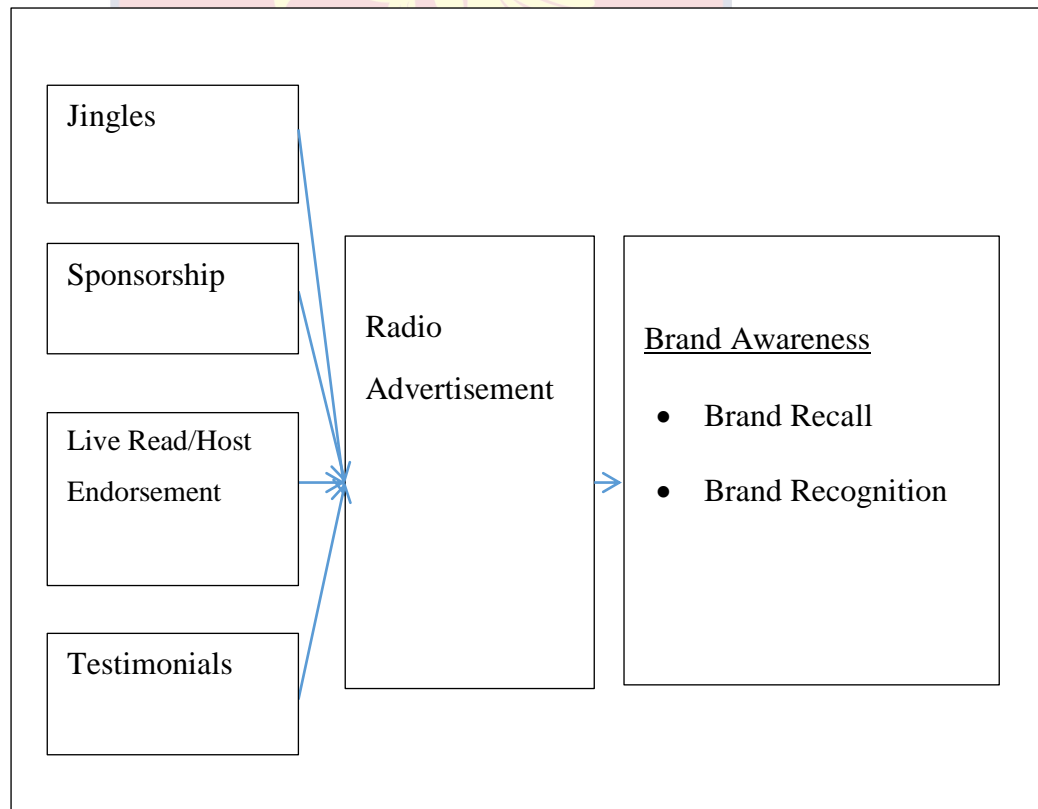 Jingles
Sponsorship
Live Read/Host
Endorsement
Testimonials
Radio
Advertisement
Brand Awareness
• Brand Recall
• Brand Recognition